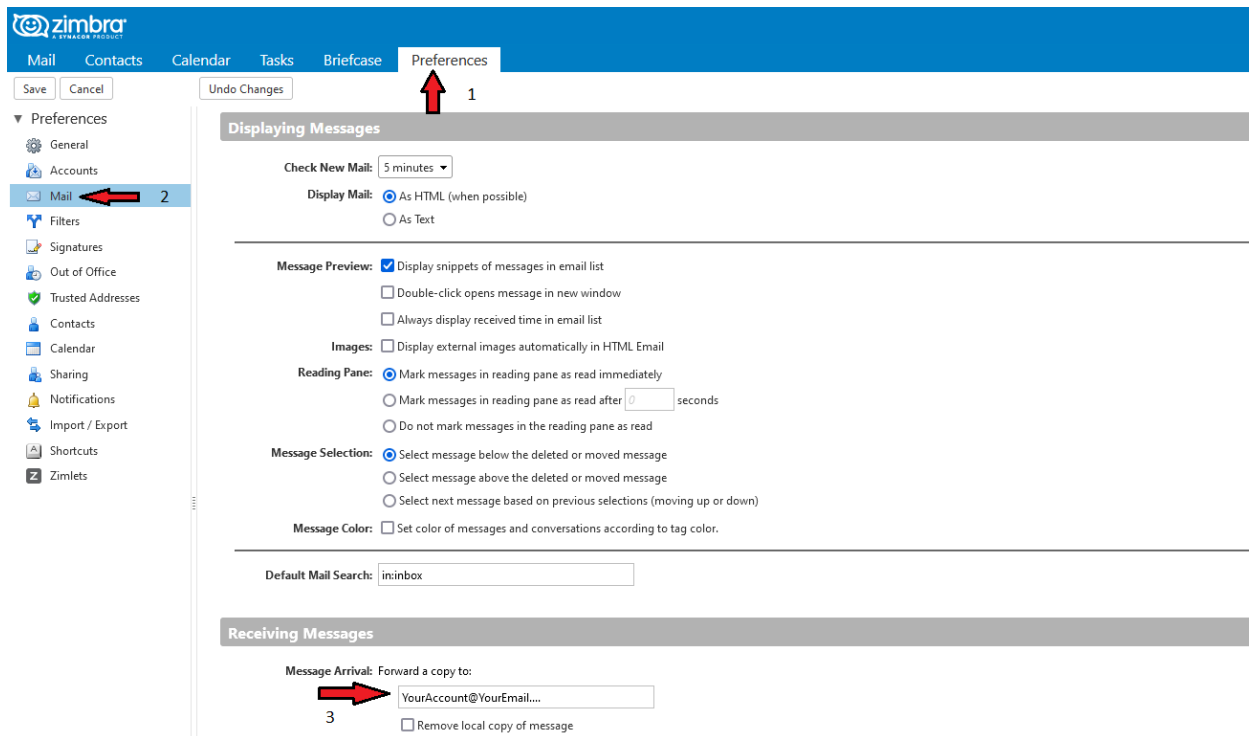 zimbra
A SYNACOR PRODUCT
Mail Contacts Calendar Tasks Briefcase Preferences
Save Cancel Undo Changes
1
Preferences
General
Accounts
Mail 2
Filters
Signatures
Out of Office
Trusted Addresses
Contacts
Calendar
Sharing
Notifications
Import / Export
Shortcuts
Zimlets
Displaying Messages
Check New Mail: 5 minutes
Display Mail: As HTML (when possible)
As Text
Message Preview: Display snippets of messages in email list
Double-click opens message in new window
Always display received time in email list
Images: Display external images automatically in HTML Email
Reading Pane: Mark messages in reading pane as read immediately
Mark messages in reading pane as read after 0 seconds
Do not mark messages in the reading pane as read
Message Selection: Select message below the deleted or moved message
Select message above the deleted or moved message
Select next message based on previous selections (moving up or down)
Message Color: Set color of messages and conversations according to tag color.
Default Mail Search: in:inbox
Receiving Messages
Message Arrival: Forward a copy to:
YourAccount@YourEmail....
3
Remove local copy of message